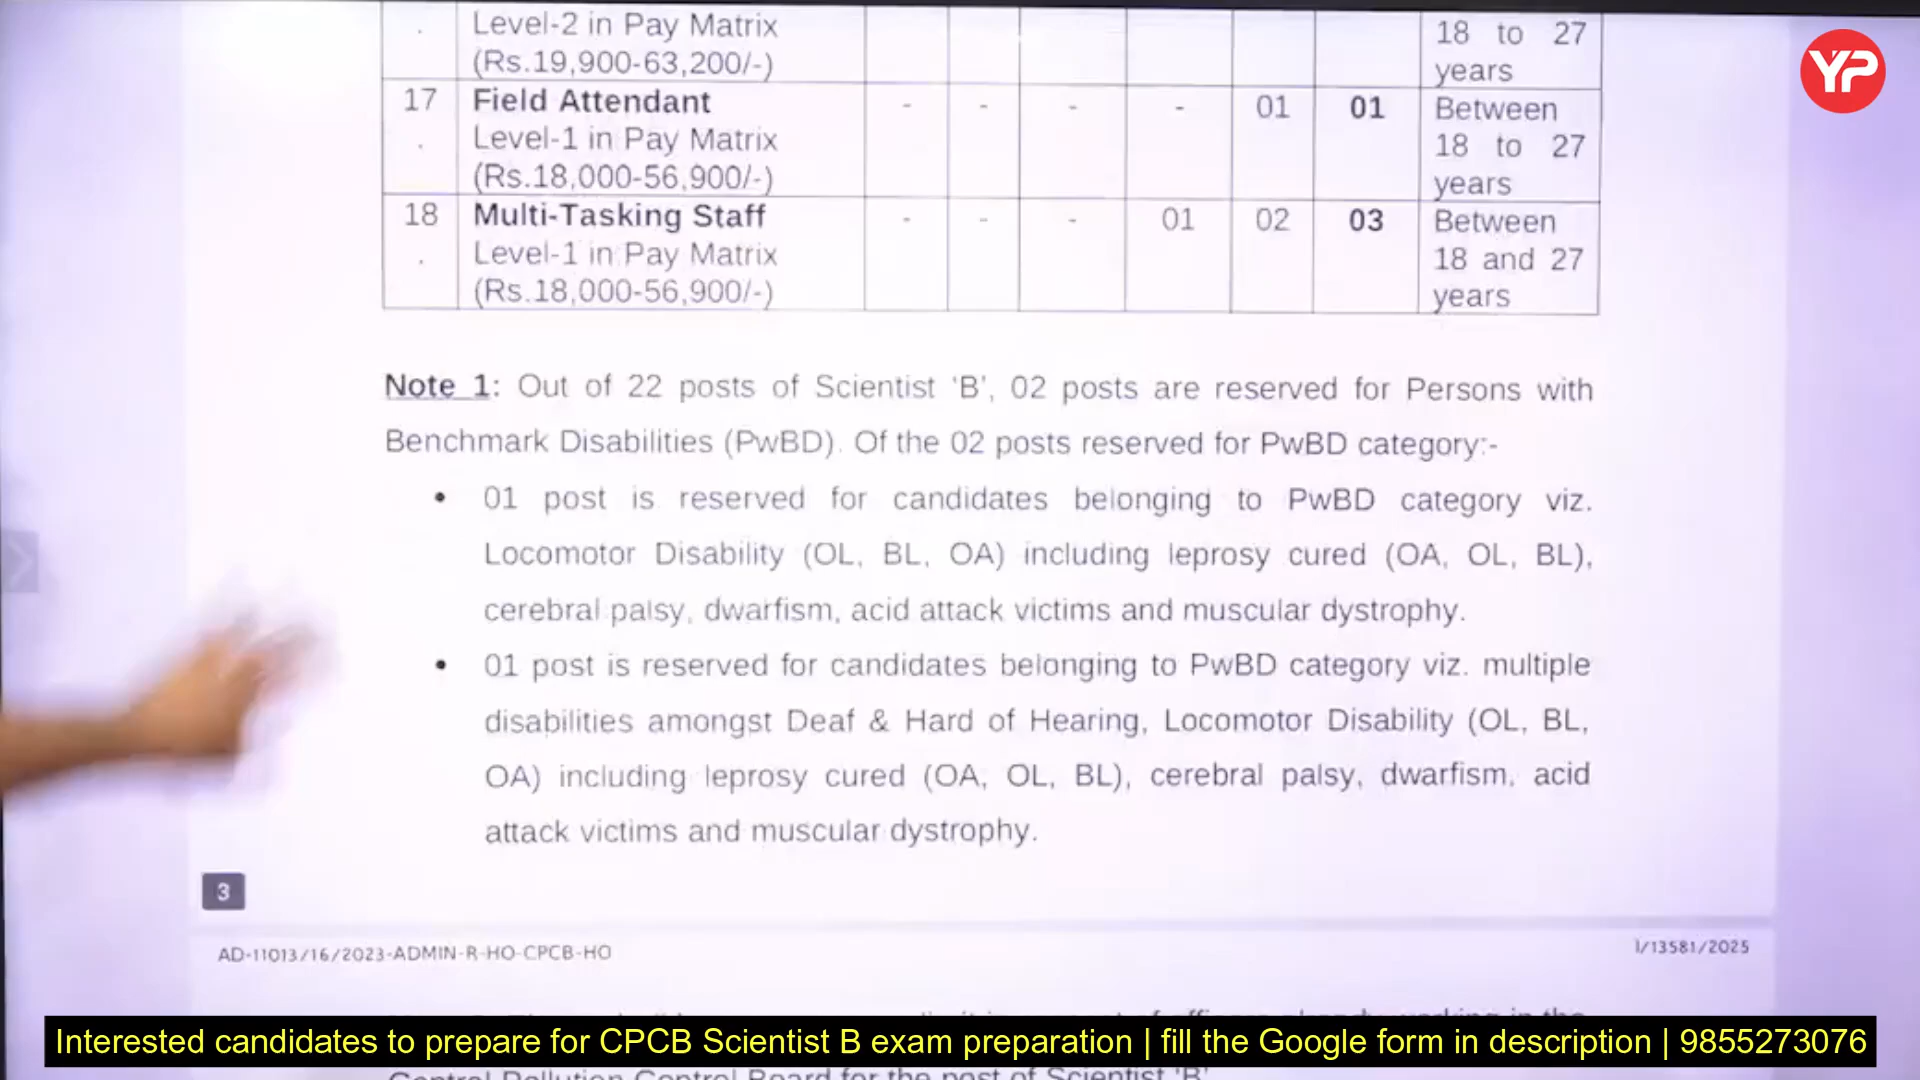 Level-2 in Pay Matrix
(Rs.19,900-63,200/-)
18 to 27
years
17 Field Attendant - - - - 01 01 Between
. Level-1 in Pay Matrix 18 to 27
(Rs.18,000-56,900/-) years
18 Multi-Tasking Staff - - - 01 02 03 Between
. Level-1 in Pay Matrix 18 and 27
(Rs.18,000-56,900/-) years
Note 1: Out of 22 posts of Scientist 'B', 02 posts are reserved for Persons with
Benchmark Disabilities (PwBD). Of the 02 posts reserved for PwBD category:-
• 01 post is reserved for candidates belonging to PwBD category viz.
Locomotor Disability (OL, BL, OA) including leprosy cured (OA, OL, BL),
cerebral palsy, dwarfism, acid attack victims and muscular dystrophy.
• 01 post is reserved for candidates belonging to PwBD category viz. multiple
disabilities amongst Deaf & Hard of Hearing, Locomotor Disability (OL, BL,
OA) including leprosy cured (OA, OL, BL), cerebral palsy, dwarfism, acid
attack victims and muscular dystrophy.
3
AD-11013/16/2023-ADMIN-R-HO-CPCB-HO
I/13581/2025
Interested candidates to prepare for CPCB Scientist B exam preparation | fill the Google form in description | 9855273076
Central Pollution Control Board for the post of Scientist 'B'
YP